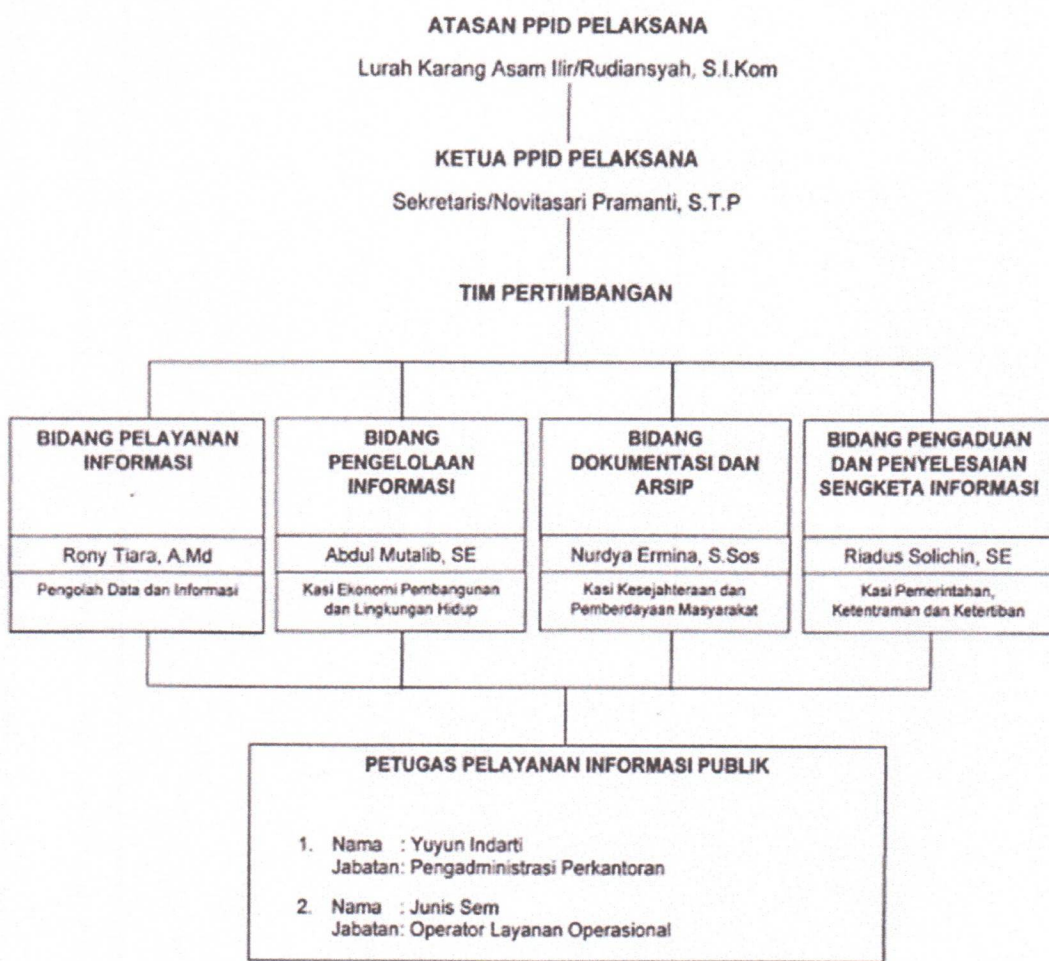 ATASAN PPID PELAKSANA
Lurah Karang Asam Ilir/Rudiansyah, S.I.Kom
KETUA PPID PELAKSANA
Sekretaris/Novitasari Pramanti, S.T.P
TIM PERTIMBANGAN
BIDANG PELAYANAN
INFORMASI
Rony Tiara, A.Md
Pengolah Data dan Informasi
BIDANG
PENGELOLAAN
INFORMASI
Abdul Mutalib, SE
Kasi Ekonomi Pembangunan
dan Lingkungan Hidup
BIDANG
DOKUMENTASI DAN
ARSIP
Nurdya Ermina, S.Sos
Kasi Kesejahteraan dan
Pemberdayaan Masyarakat
BIDANG PENGADUAN
DAN PENYELESAIAN
SENGKETA INFORMASI
Riadus Solichin, SE
Kasi Pemerintahan,
Ketentraman dan Ketertiban
PETUGAS PELAYANAN INFORMASI PUBLIK
1. Nama : Yuyun Indarti
Jabatan: Pengadministrasi Perkantoran
2. Nama : Junis Sem
Jabatan: Operator Layanan Operasional